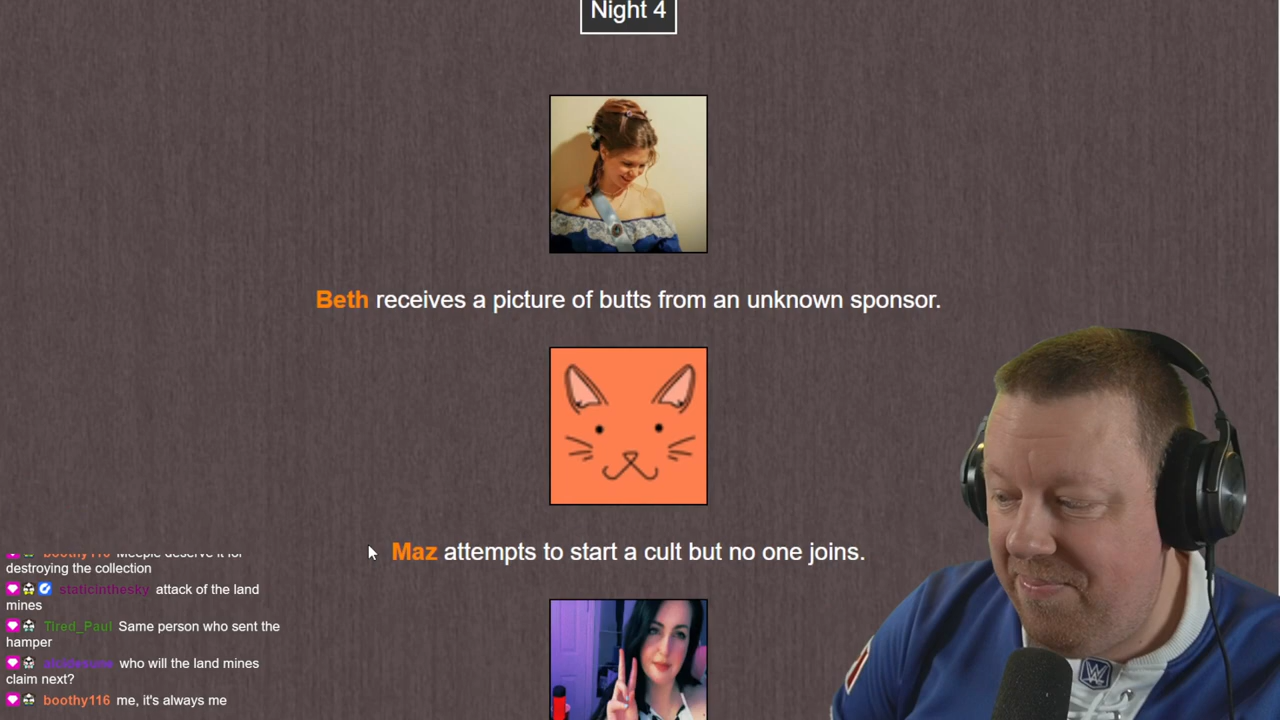 Night 4
Beth receives a picture of butts from an unknown sponsor.
Maz attempts to start a cult but no one joins.
destroying the collection
staticinthesky attack of the land
mines
Tired_Paul Same person who sent the
hamper
who will the land mines
claim next?
boothy116 me, it's always me